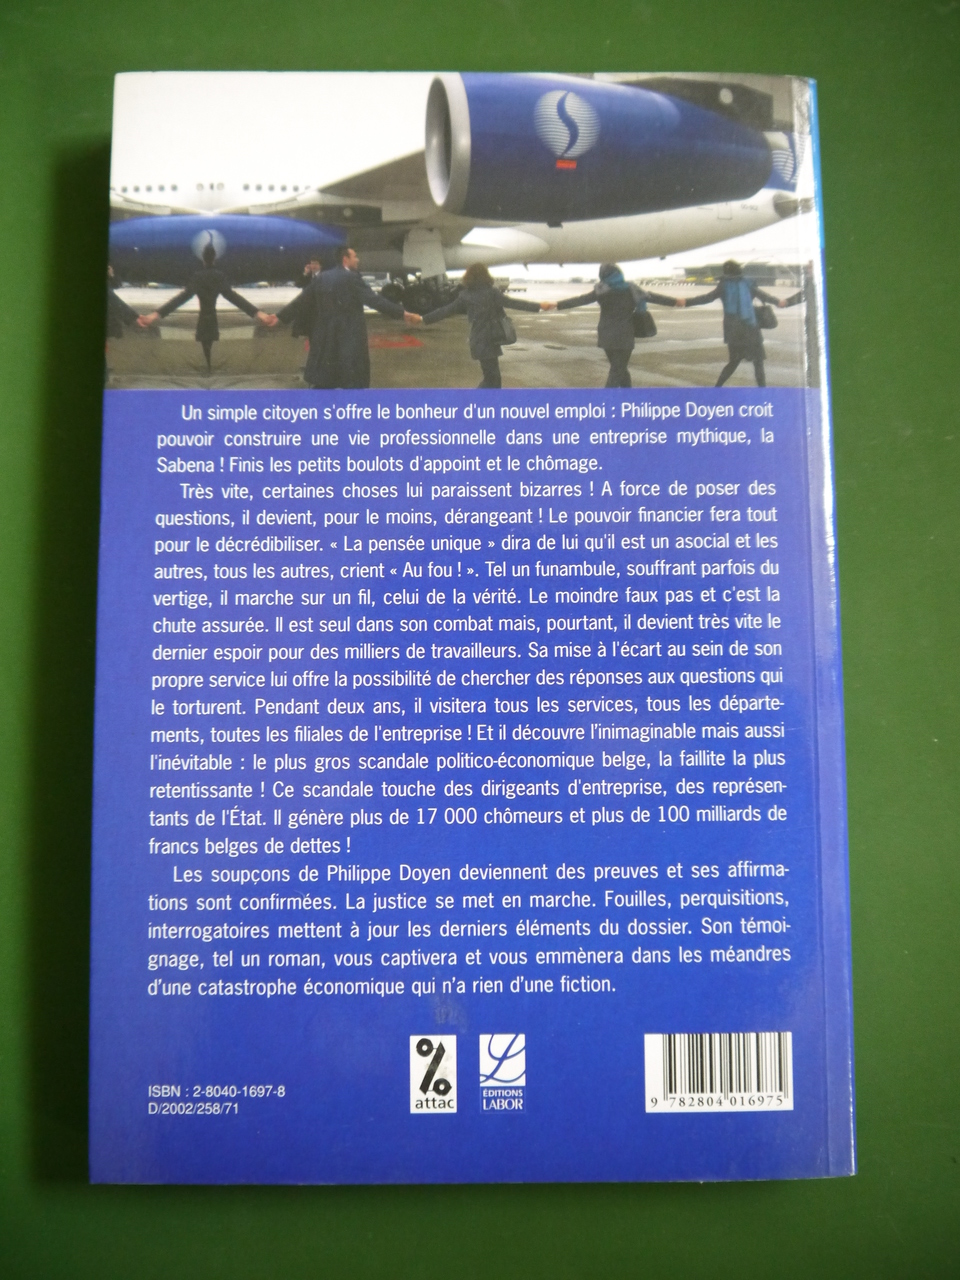 Un simple citoyen s'offre le bonheur d'un nouvel emploi : Philippe Doyen croit
pouvoir construire une vie professionnelle dans une entreprise mythique, la
Sabena ! Finis les petits boulots d'appoint et le chômage.
Très vite, certaines choses lui paraissent bizarres ! A force de poser des
questions, il devient, pour le moins, dérangeant ! Le pouvoir financier fera tout
pour le décrédibiliser. « La pensée unique » dira de lui qu'il est un asocial et les
autres, tous les autres, crient « Au fou ! ». Tel un funambule, souffrant parfois du
vertige, il marche sur un fil, celui de la vérité. Le moindre faux pas et c'est la
chute assurée. Il est seul dans son combat mais, pourtant, il devient très vite le
dernier espoir pour des milliers de travailleurs. Sa mise à l'écart au sein de son
propre service lui offre la possibilité de chercher des réponses aux questions qui
le torturent. Pendant deux ans, il visitera tous les services, tous les départe-
ments, toutes les filiales de l'entreprise ! Et il découvre l'inimaginable mais aussi
l'inévitable : le plus gros scandale politico-économique belge, la faillite la plus
retentissante ! Ce scandale touche des dirigeants d'entreprise, des représen-
tants de l'État. Il génère plus de 17 000 chômeurs et plus de 100 milliards de
francs belges de dettes !
Les soupçons de Philippe Doyen deviennent des preuves et ses affirma-
tions sont confirmées. La justice se met en marche. Fouilles, perquisitions,
interrogatoires mettent à jour les derniers éléments du dossier. Son témoi-
gnage, tel un roman, vous captivera et vous emmènera dans les méandres
d'une catastrophe économique qui n'a rien d'une fiction.
ISBN : 2-8040-1697-8
D/2002/258/71
%
attac
L
ÉDITIONS
LABOR
9 782804 016975